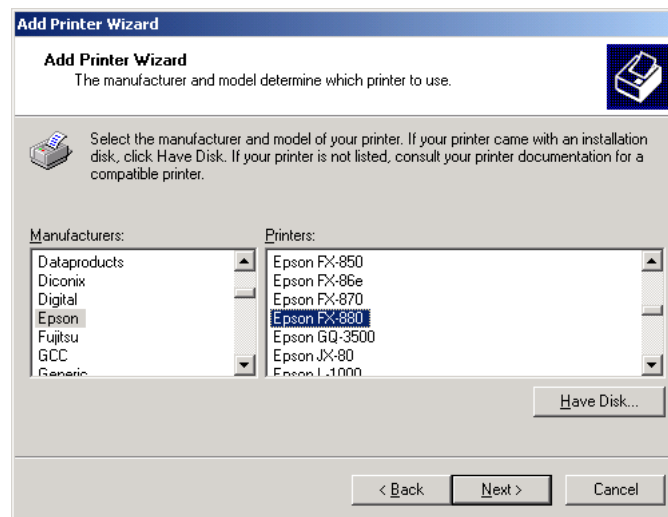 Add Printer Wizard
Add Printer Wizard
The manufacturer and model determine which printer to use.
Select the manufacturer and model of your printer. If your printer came with an installation
disk, click Have Disk. If your printer is not listed, consult your printer documentation for a
compatible printer.
Manufacturers:
Dataproducts
Diconix
Digital
Epson
Fujitsu
GCC
Generic
Printers:
Epson FX-850
Epson FX-86e
Epson FX-870
Epson FX-880
Epson GQ-3500
Epson JX-80
Epson L-1000
Have Disk...
< Back
Next >
Cancel